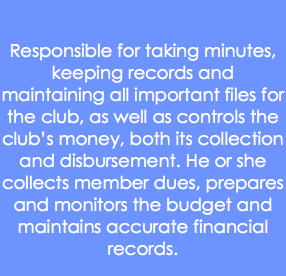 Responsible for taking minutes,
keeping records and
maintaining all important files for
the club, as well as controls the
club's money, both its collection
and disbursement. He or she
collects member dues, prepares
and monitors the budget and
maintains accurate financial
records.